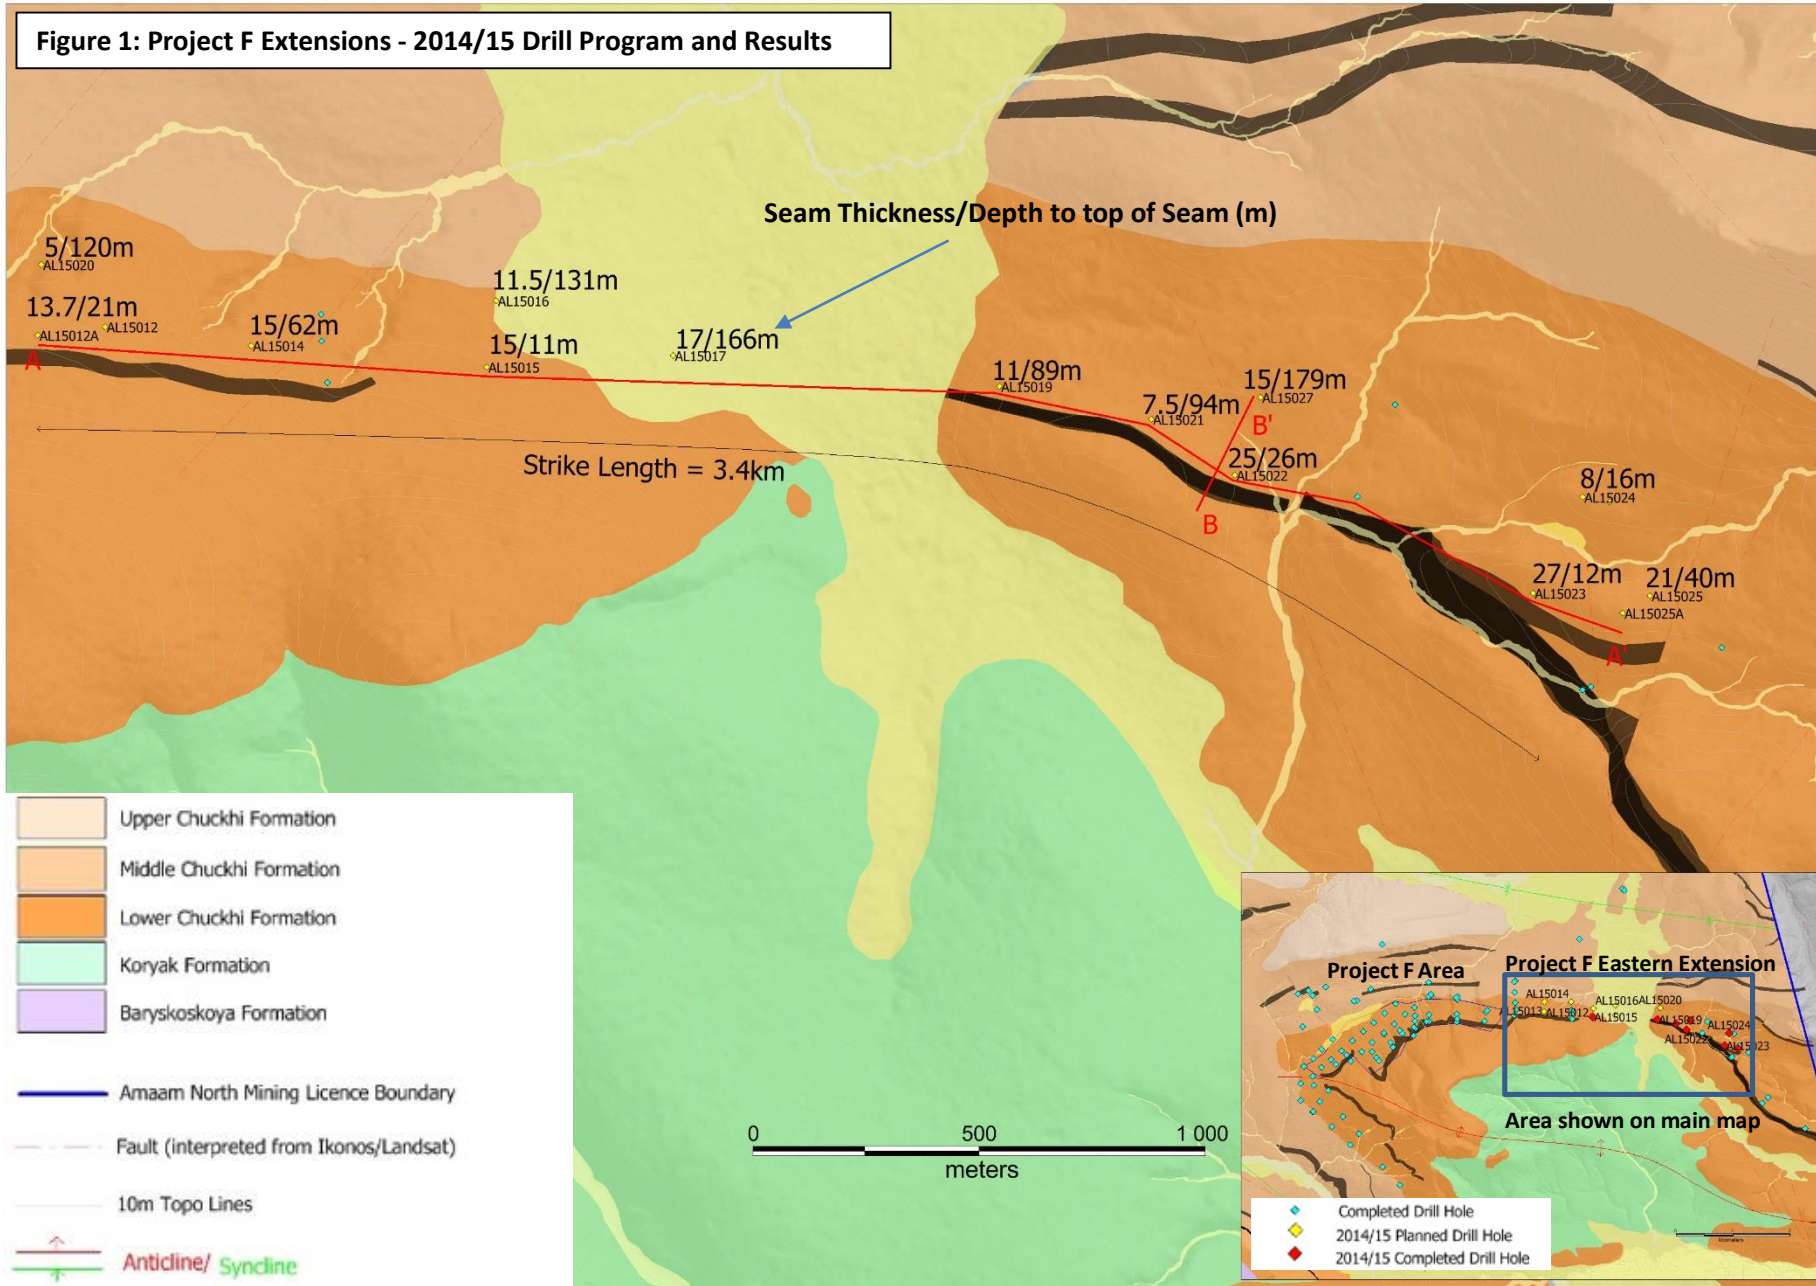 Figure 1: Project F Extensions - 2014/15 Drill Program and Results
Seam Thickness/Depth to top of Seam (m)
5/120m
AL15020
13.7/21m
AL15012
AL15012A
A
15/62m
AL15014
11.5/131m
AL15016
15/11m
AL15015
17/166m
AL15017
11/89m
AL15019
7.5/94m
AL15021
15/179m
AL15027
B'
25/26m
AL15022
B
8/16m
AL15024
27/12m
AL15023
21/40m
AL15025
AL15025A
A'
Strike Length = 3.4km
Upper Chuckhi Formation
Middle Chuckhi Formation
Lower Chuckhi Formation
Koryak Formation
Baryskoskoya Formation
Amaam North Mining Licence Boundary
Fault (interpreted from Ikonos/Landsat)
10m Topo Lines
Anticline/ Syncline
0 500 1 000
meters
Project F Area
Project F Eastern Extension
AL15014
AL15016
AL15020
AL15013
AL15012
AL15015
AL15019
AL15024
AL15022
AL15023
Area shown on main map
Completed Drill Hole
2014/15 Planned Drill Hole
2014/15 Completed Drill Hole